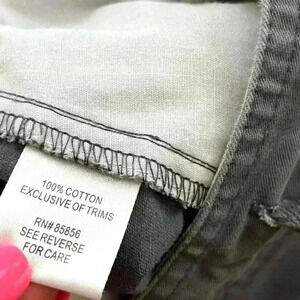 100% COTTON
EXCLUSIVE OF TRIMS
RN# 85856
SEE REVERSE
FOR CARE